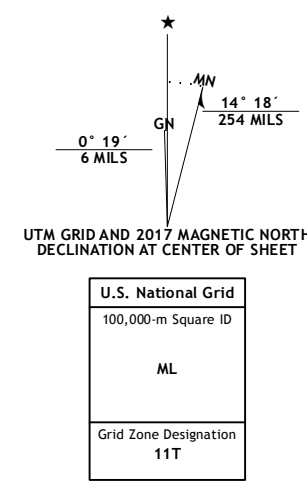 ★
MN
GN
14° 18´
254 MILS
0° 19´
6 MILS
UTM GRID AND 2017 MAGNETIC NORTH
DECLINATION AT CENTER OF SHEET
U.S. National Grid
100,000-m Square ID
ML
Grid Zone Designation
11T